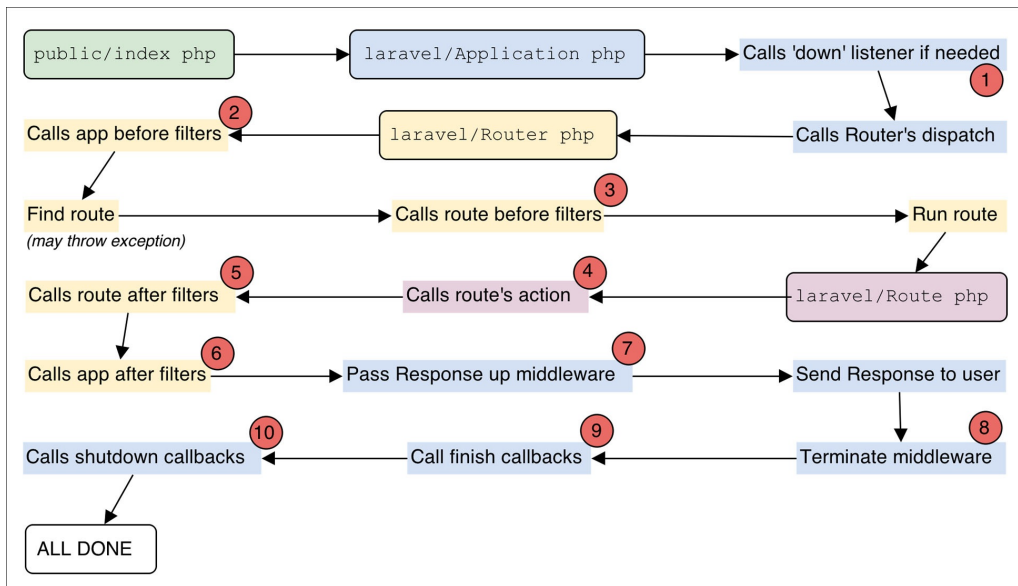 public/index php
laravel/Application php
Calls 'down' listener if needed
1
2
Calls app before filters
laravel/Router php
Calls Router's dispatch
3
Find route
Calls route before filters
Run route
(may throw exception)
5
4
Calls route after filters
Calls route's action
laravel/Route php
6
7
Calls app after filters
Pass Response up middleware
Send Response to user
10
9
8
Calls shutdown callbacks
Call finish callbacks
Terminate middleware
ALL DONE